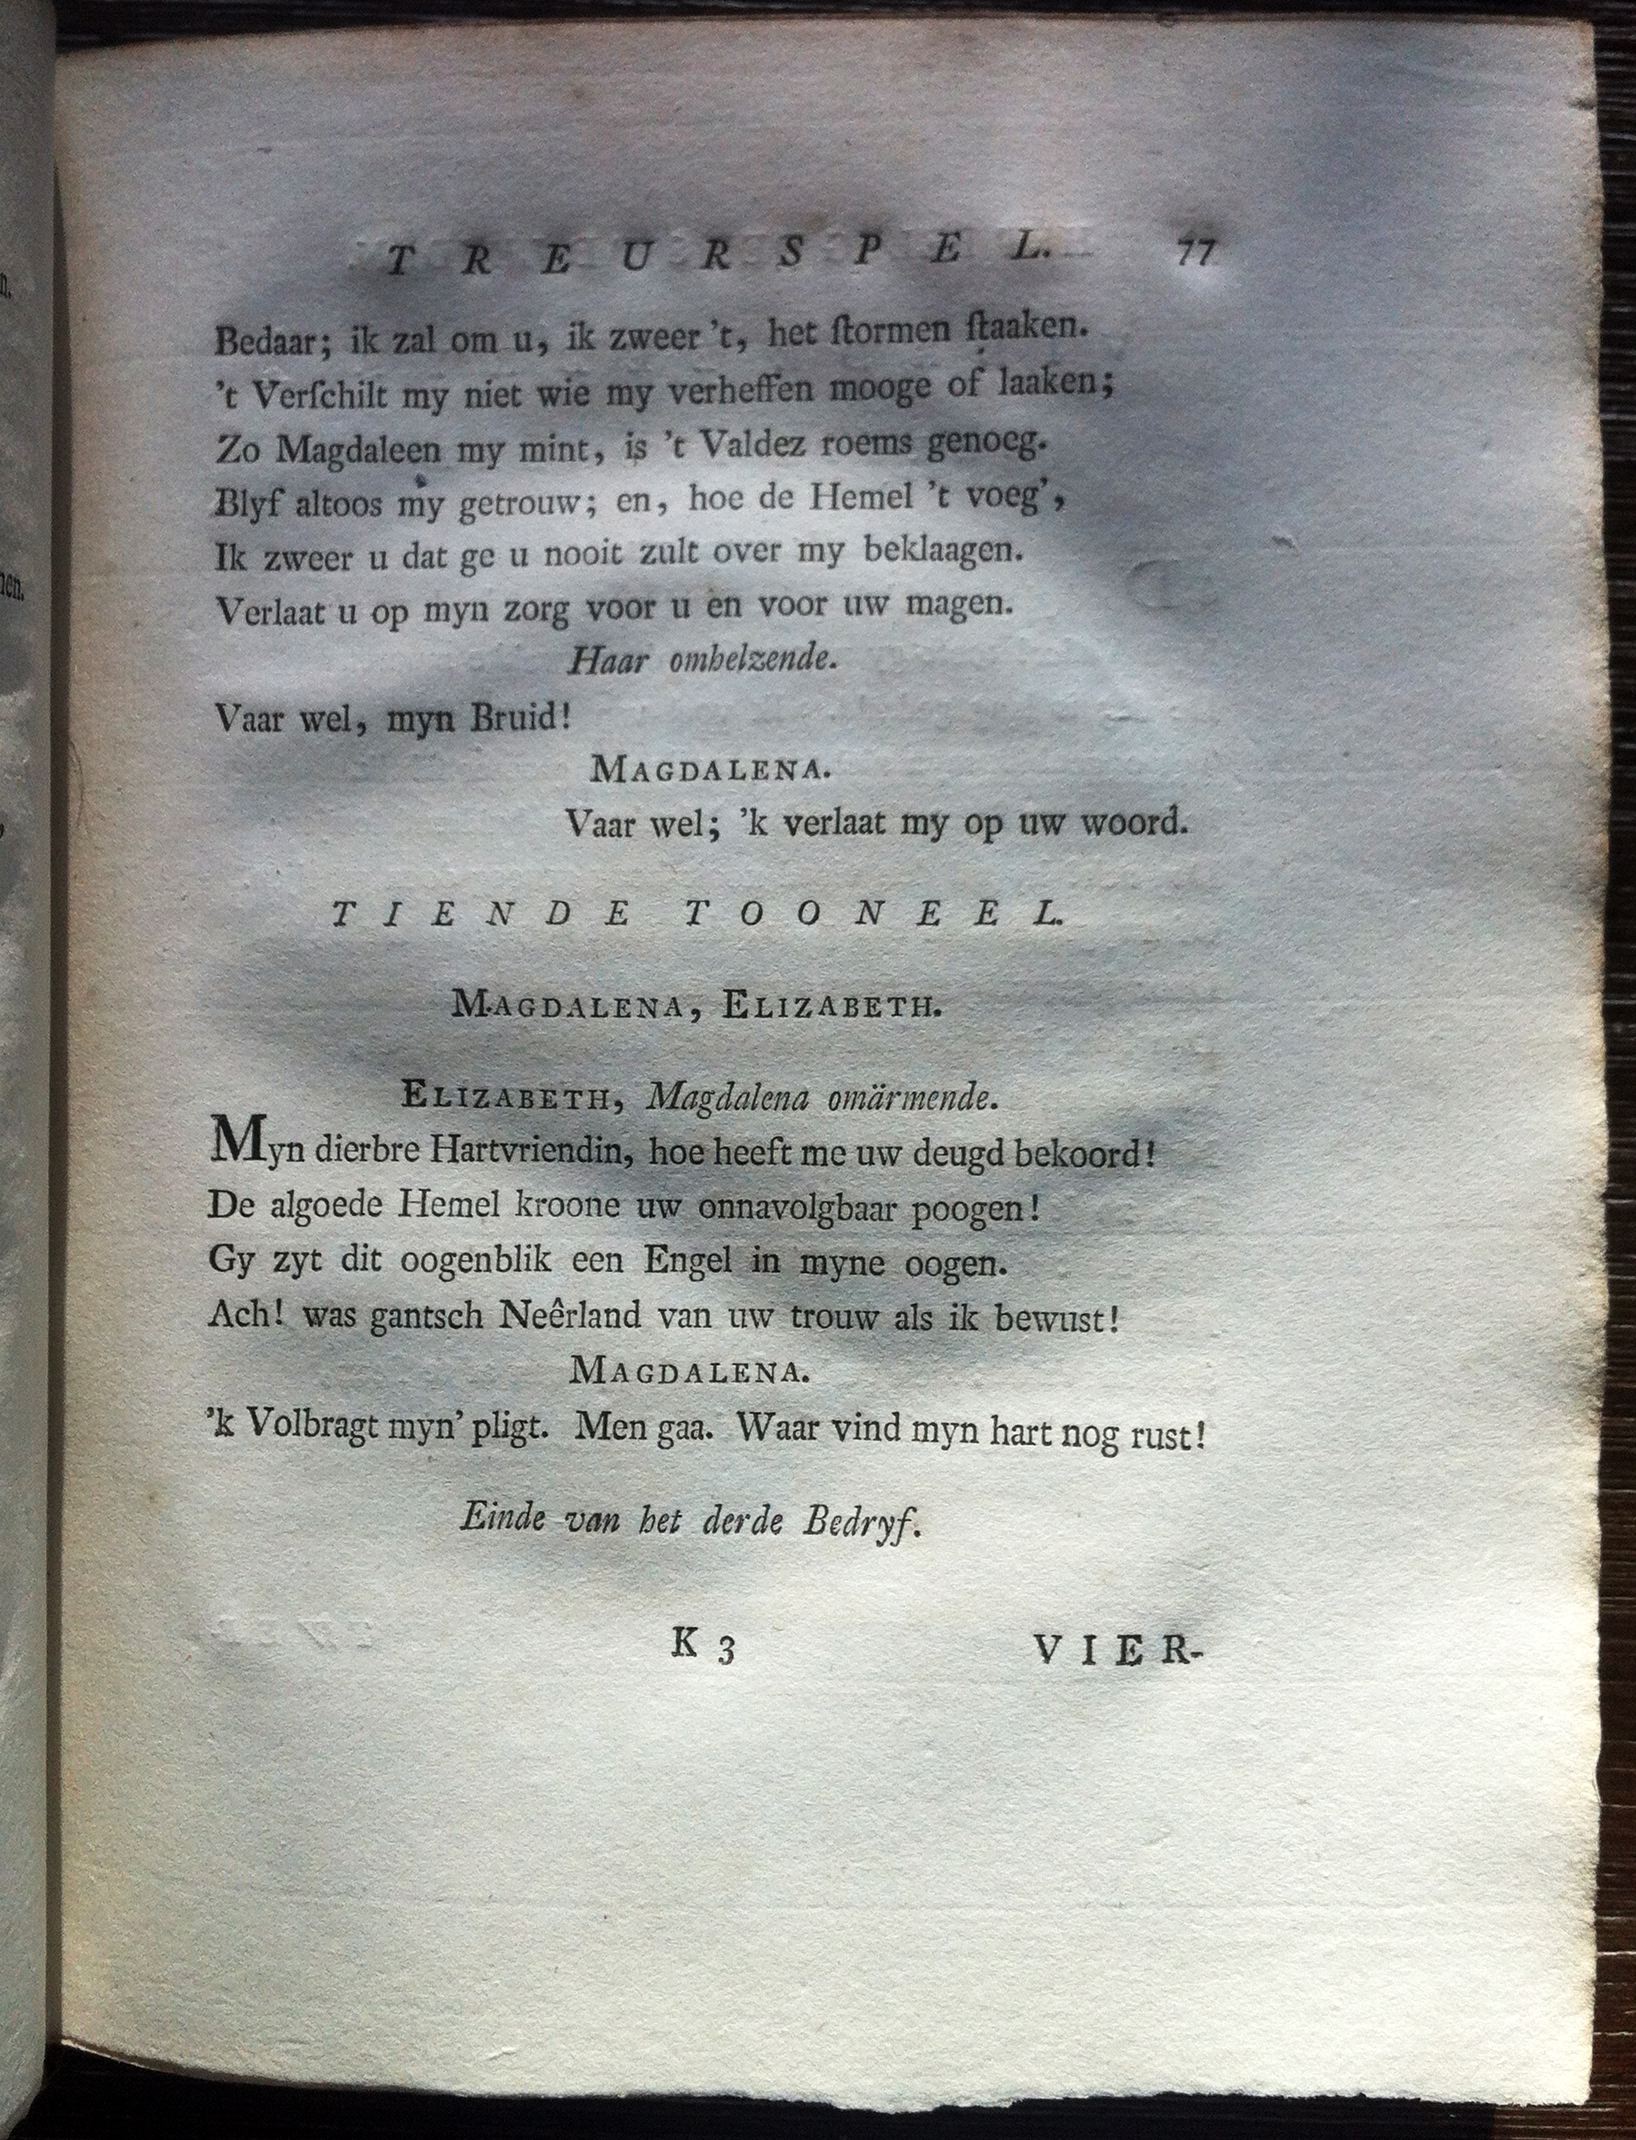 TREURSPEL. 77
Bedaar; ik zal om u, ik zweer 't, het ſtormen ſtaaken.
't Verſchilt my niet wie my verheffen mooge of laaken;
Zo Magdaleen my mint, is 't Valdez roems genoeg.
Blyf altoos my getrouw; en, hoe de Hemel 't voeg',
Ik zweer u dat ge u nooit zult over my beklaagen.
Verlaat u op myn zorg voor u en voor uw magen.
Haar omhelzende.
Vaar wel, myn Bruid!
MAGDALENA.
Vaar wel; 'k verlaat my op uw woord.
TIENDE TOONEEL.
MAGDALENA, ELIZABETH.
ELIZABETH, Magdalena omärmende.
Myn dierbre Hartvriendin, hoe heeft me uw deugd bekoord!
De algoede Hemel kroone uw onnavolgbaar poogen!
Gy zyt dit oogenblik een Engel in myne oogen.
Ach! was gantsch Neêrland van uw trouw als ik bewust!
MAGDALENA.
'k Volbragt myn' pligt. Men gaa. Waar vind myn hart nog rust!
Einde van het derde Bedryf.
K 3 VIER-